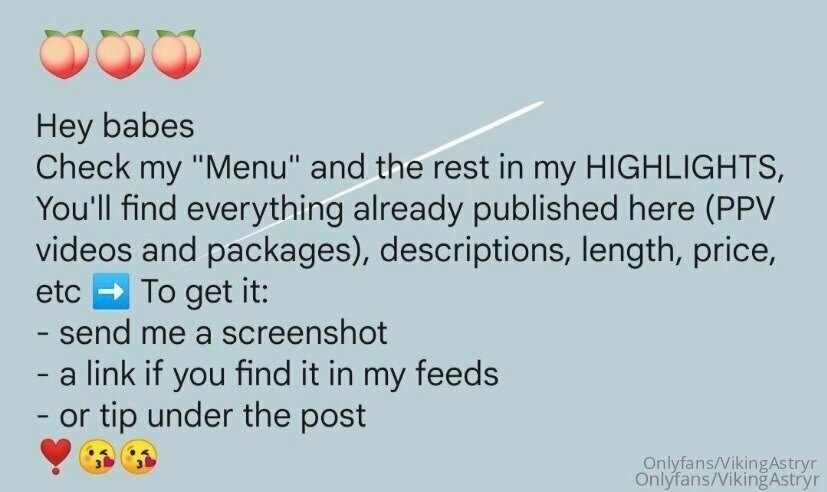 🍑🍑🍑
Hey babes
Check my "Menu" and the rest in my HIGHLIGHTS,
You'll find everything already published here (PPV
videos and packages), descriptions, length, price,
etc ➡️ To get it:
- send me a screenshot
- a link if you find it in my feeds
- or tip under the post
❣️😘😘
Onlyfans/VikingAstryr
Onlyfans/VikingAstryr